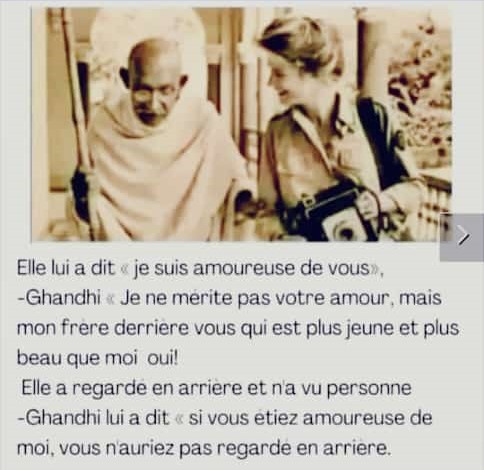 Elle lui a dit « je suis amoureuse de vous»,
-Ghandhi « Je ne mérite pas votre amour, mais
mon frère derrière vous qui est plus jeune et plus
beau que moi oui!
Elle a regardé en arrière et n'a vu personne
-Ghandhi lui a dit « si vous étiez amoureuse de
moi, vous n'auriez pas regardé en arrière.